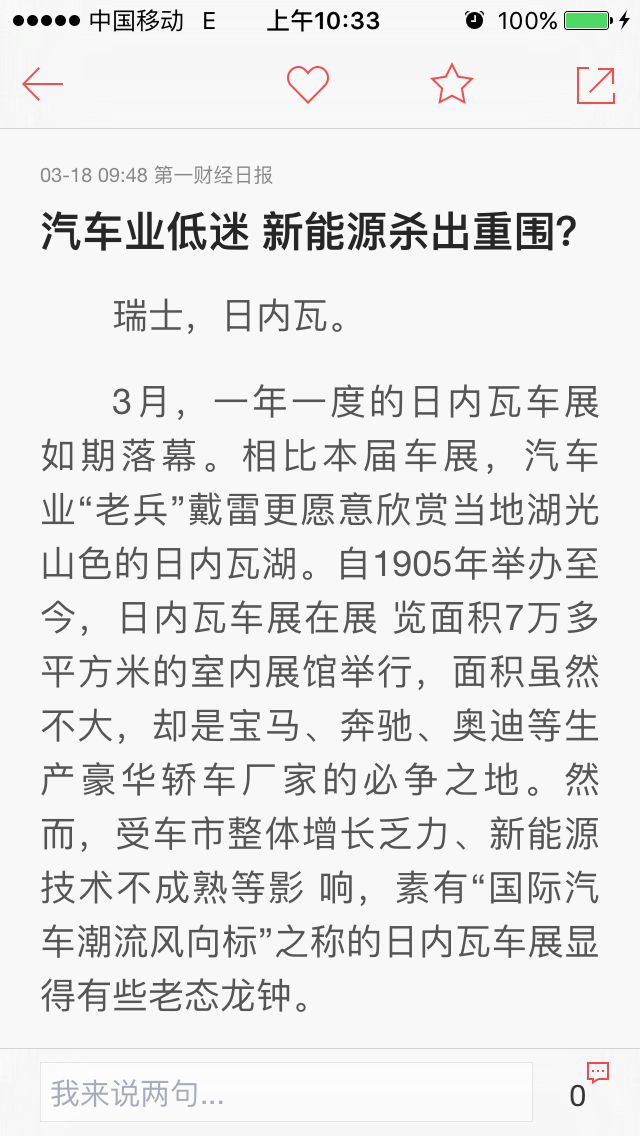 中国移动 E 上午10:33 100%
03-18 09:48 第一财经日报
汽车业低迷 新能源杀出重围?
瑞士，日内瓦。
3月，一年一度的日内瓦车展
如期落幕。相比本届车展，汽车
业“老兵”戴雷更愿意欣赏当地湖光
山色的日内瓦湖。自1905年举办至
今，日内瓦车展在展 览面积7万多
平方米的室内展馆举行，面积虽然
不大，却是宝马、奔驰、奥迪等生
产豪华轿车厂家的必争之地。然
而，受车市整体增长乏力、新能源
技术不成熟等影 响，素有“国际汽
车潮流风向标”之称的日内瓦车展显
得有些老态龙钟。
我来说两句...
0